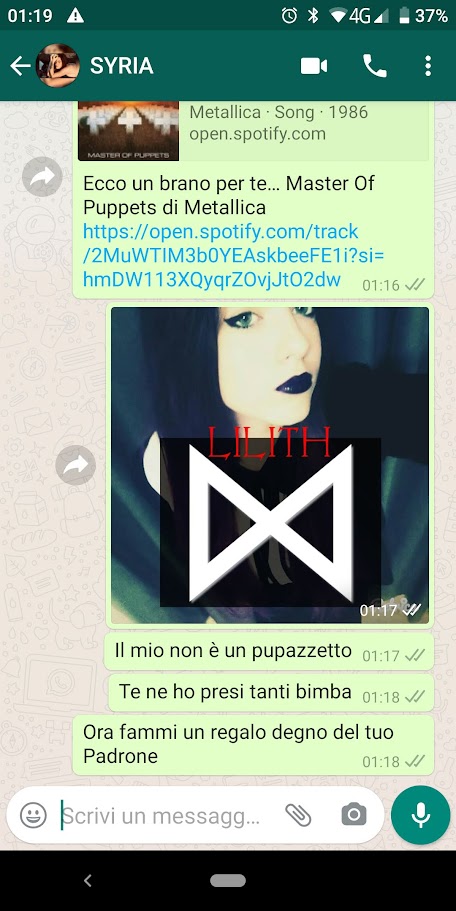 01:19
4G
37%
SYRIA
Metallica · Song · 1986
open.spotify.com
MASTER OF PUPPETS
Ecco un brano per te… Master Of
Puppets di Metallica
https://open.spotify.com/track
/2MuWTIM3b0YEAskbeeFE1i?si=
hmDW113XQyqrZOvjJtO2dw
01:16
LILITH
01:17
Il mio non è un pupazzetto
01:17
Te ne ho presi tanti bimba
01:18
Ora fammi un regalo degno del tuo
Padrone
01:18
Scrivi un messagg...